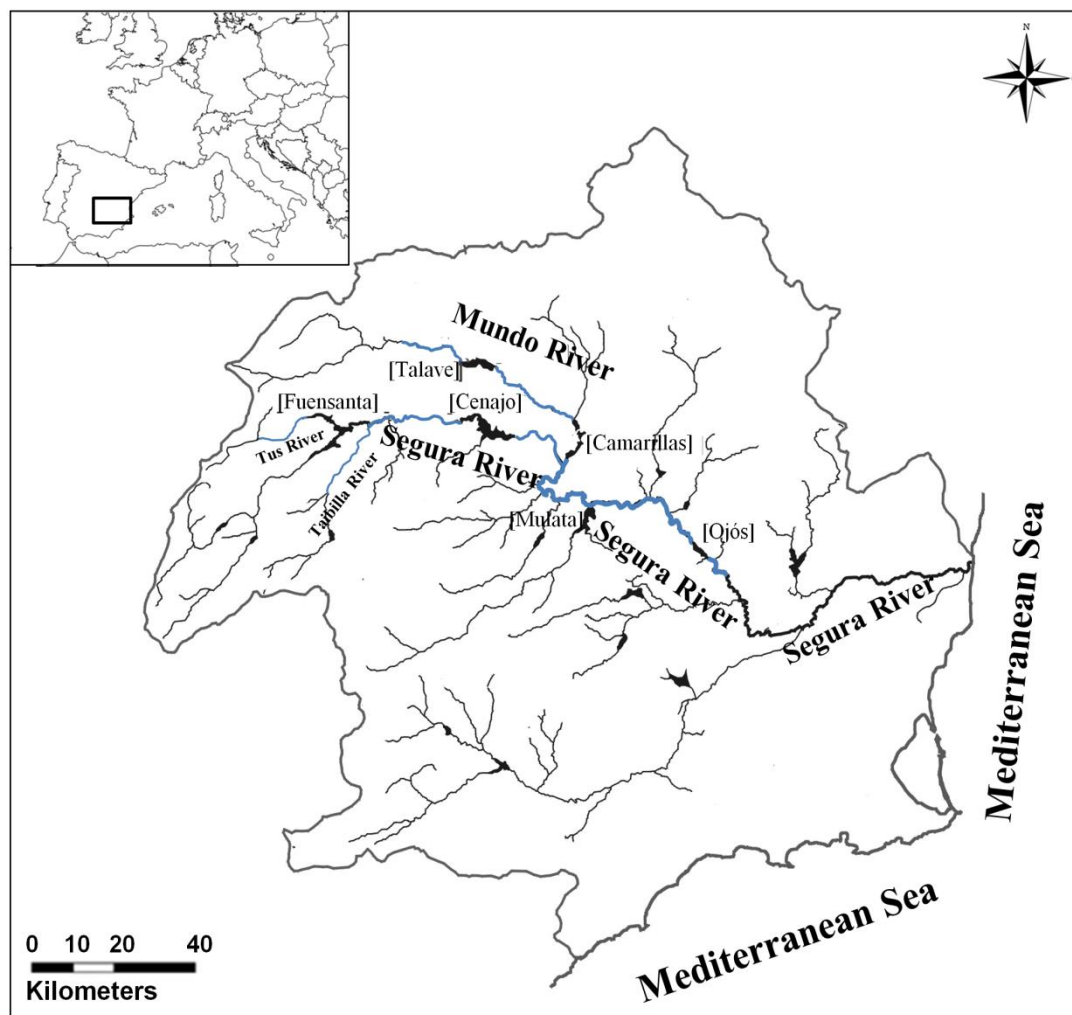 N
Mundo River
[Talave]
[Fuensanta]
[Cenajo]
[Camarillas]
Tus River
Segura River
Taibilla River
[Mulata]
[Ojós]
Segura River
Segura River
Mediterranean Sea
Mediterranean Sea
0 10 20 40
Kilometers